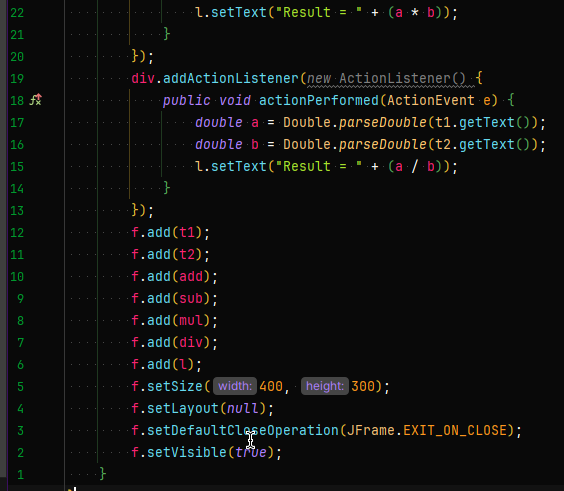 22 l.setText("Result = " + (a * b));
21 }
20 });
19 div.addActionListener(new ActionListener() {
18 public void actionPerformed(ActionEvent e) {
17 double a = Double.parseDouble(t1.getText());
16 double b = Double.parseDouble(t2.getText());
15 l.setText("Result = " + (a / b));
14 }
13 });
12 f.add(t1);
11 f.add(t2);
10 f.add(add);
9 f.add(sub);
8 f.add(mul);
7 f.add(div);
6 f.add(l);
5 f.setSize( width: 400, height: 300);
4 f.setLayout(null);
3 f.setDefaultCloseOperation(JFrame.EXIT_ON_CLOSE);
2 f.setVisible(true);
1 }